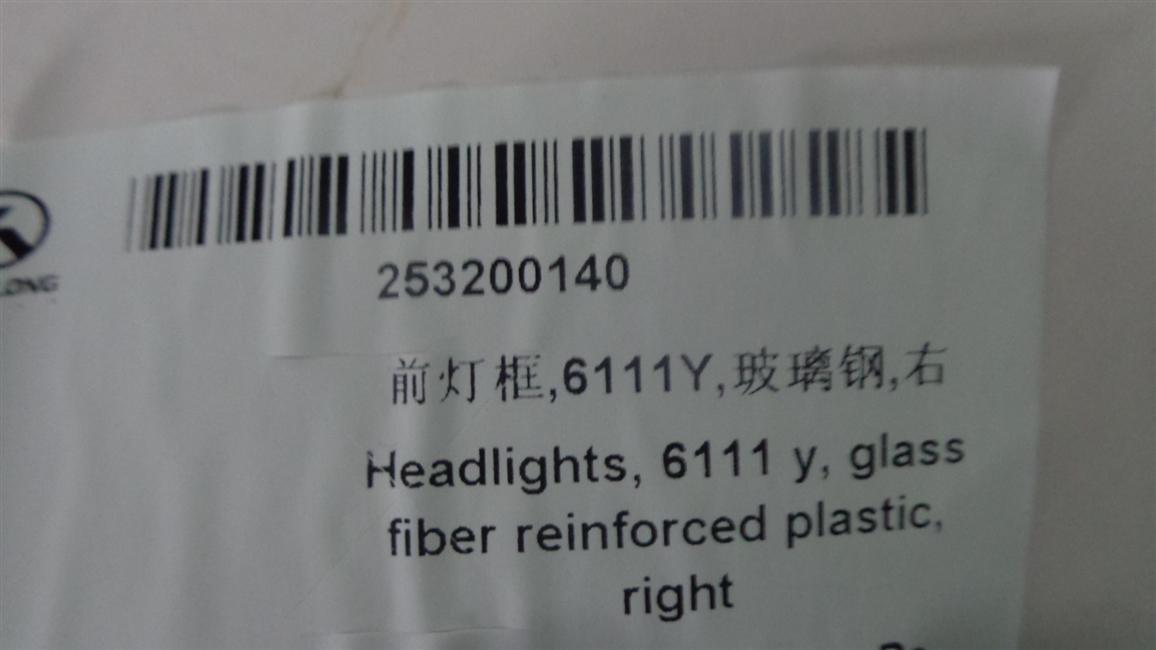 253200140
前灯框,6111Y,玻璃钢,右
Headlights, 6111 y, glass
fiber reinforced plastic,
right